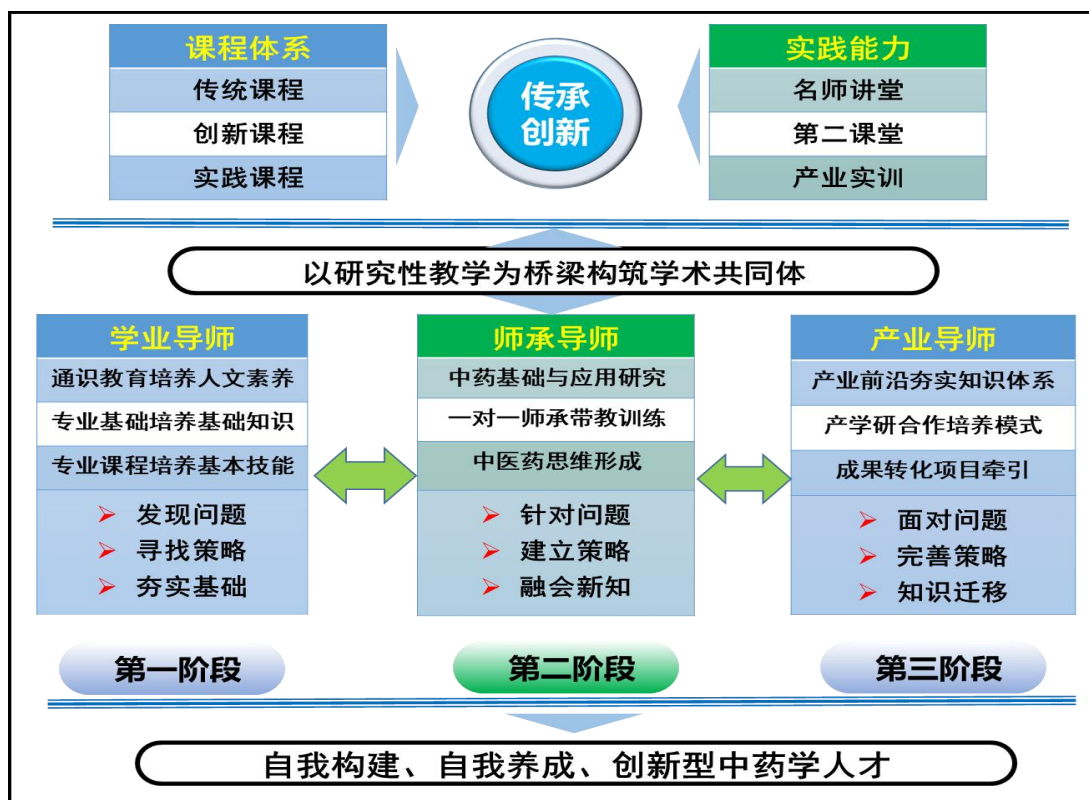 课程体系
传统课程
创新课程
实践课程
传承
创新
实践能力
名师讲堂
第二课堂
产业实训
以研究性教学为桥梁构筑学术共同体
学业导师
通识教育培养人文素养
专业基础培养基础知识
专业课程培养基本技能
发现问题
寻找策略
夯实基础
师承导师
中药基础与应用研究
一对一师承带教训练
中医药思维形成
针对问题
建立策略
融会新知
产业导师
产业前沿夯实知识体系
产学研合作培养模式
成果转化项目牵引
面对问题
完善策略
知识迁移
第一阶段
第二阶段
第三阶段
自我构建、自我养成、创新型中药学人才